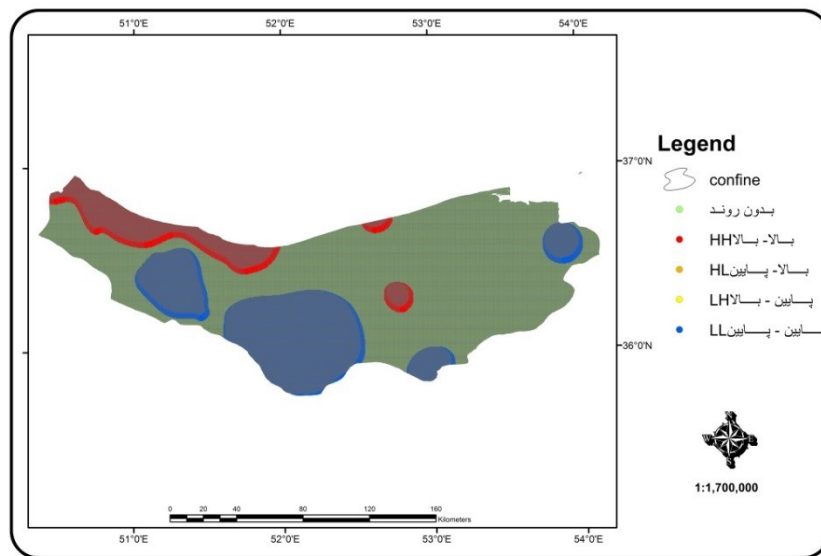 51°0'E 52°0'E 53°0'E 54°0'E
37°0'N
36°0'N
Legend
confine
بدون روند
بالا- بالاHH
بالا- پایینHL
پایین - بالاLH
ـایین - پایینLL
1:1,700,000
0 20 40 80 120 160
Kilometers
51°0'E 52°0'E 53°0'E 54°0'E